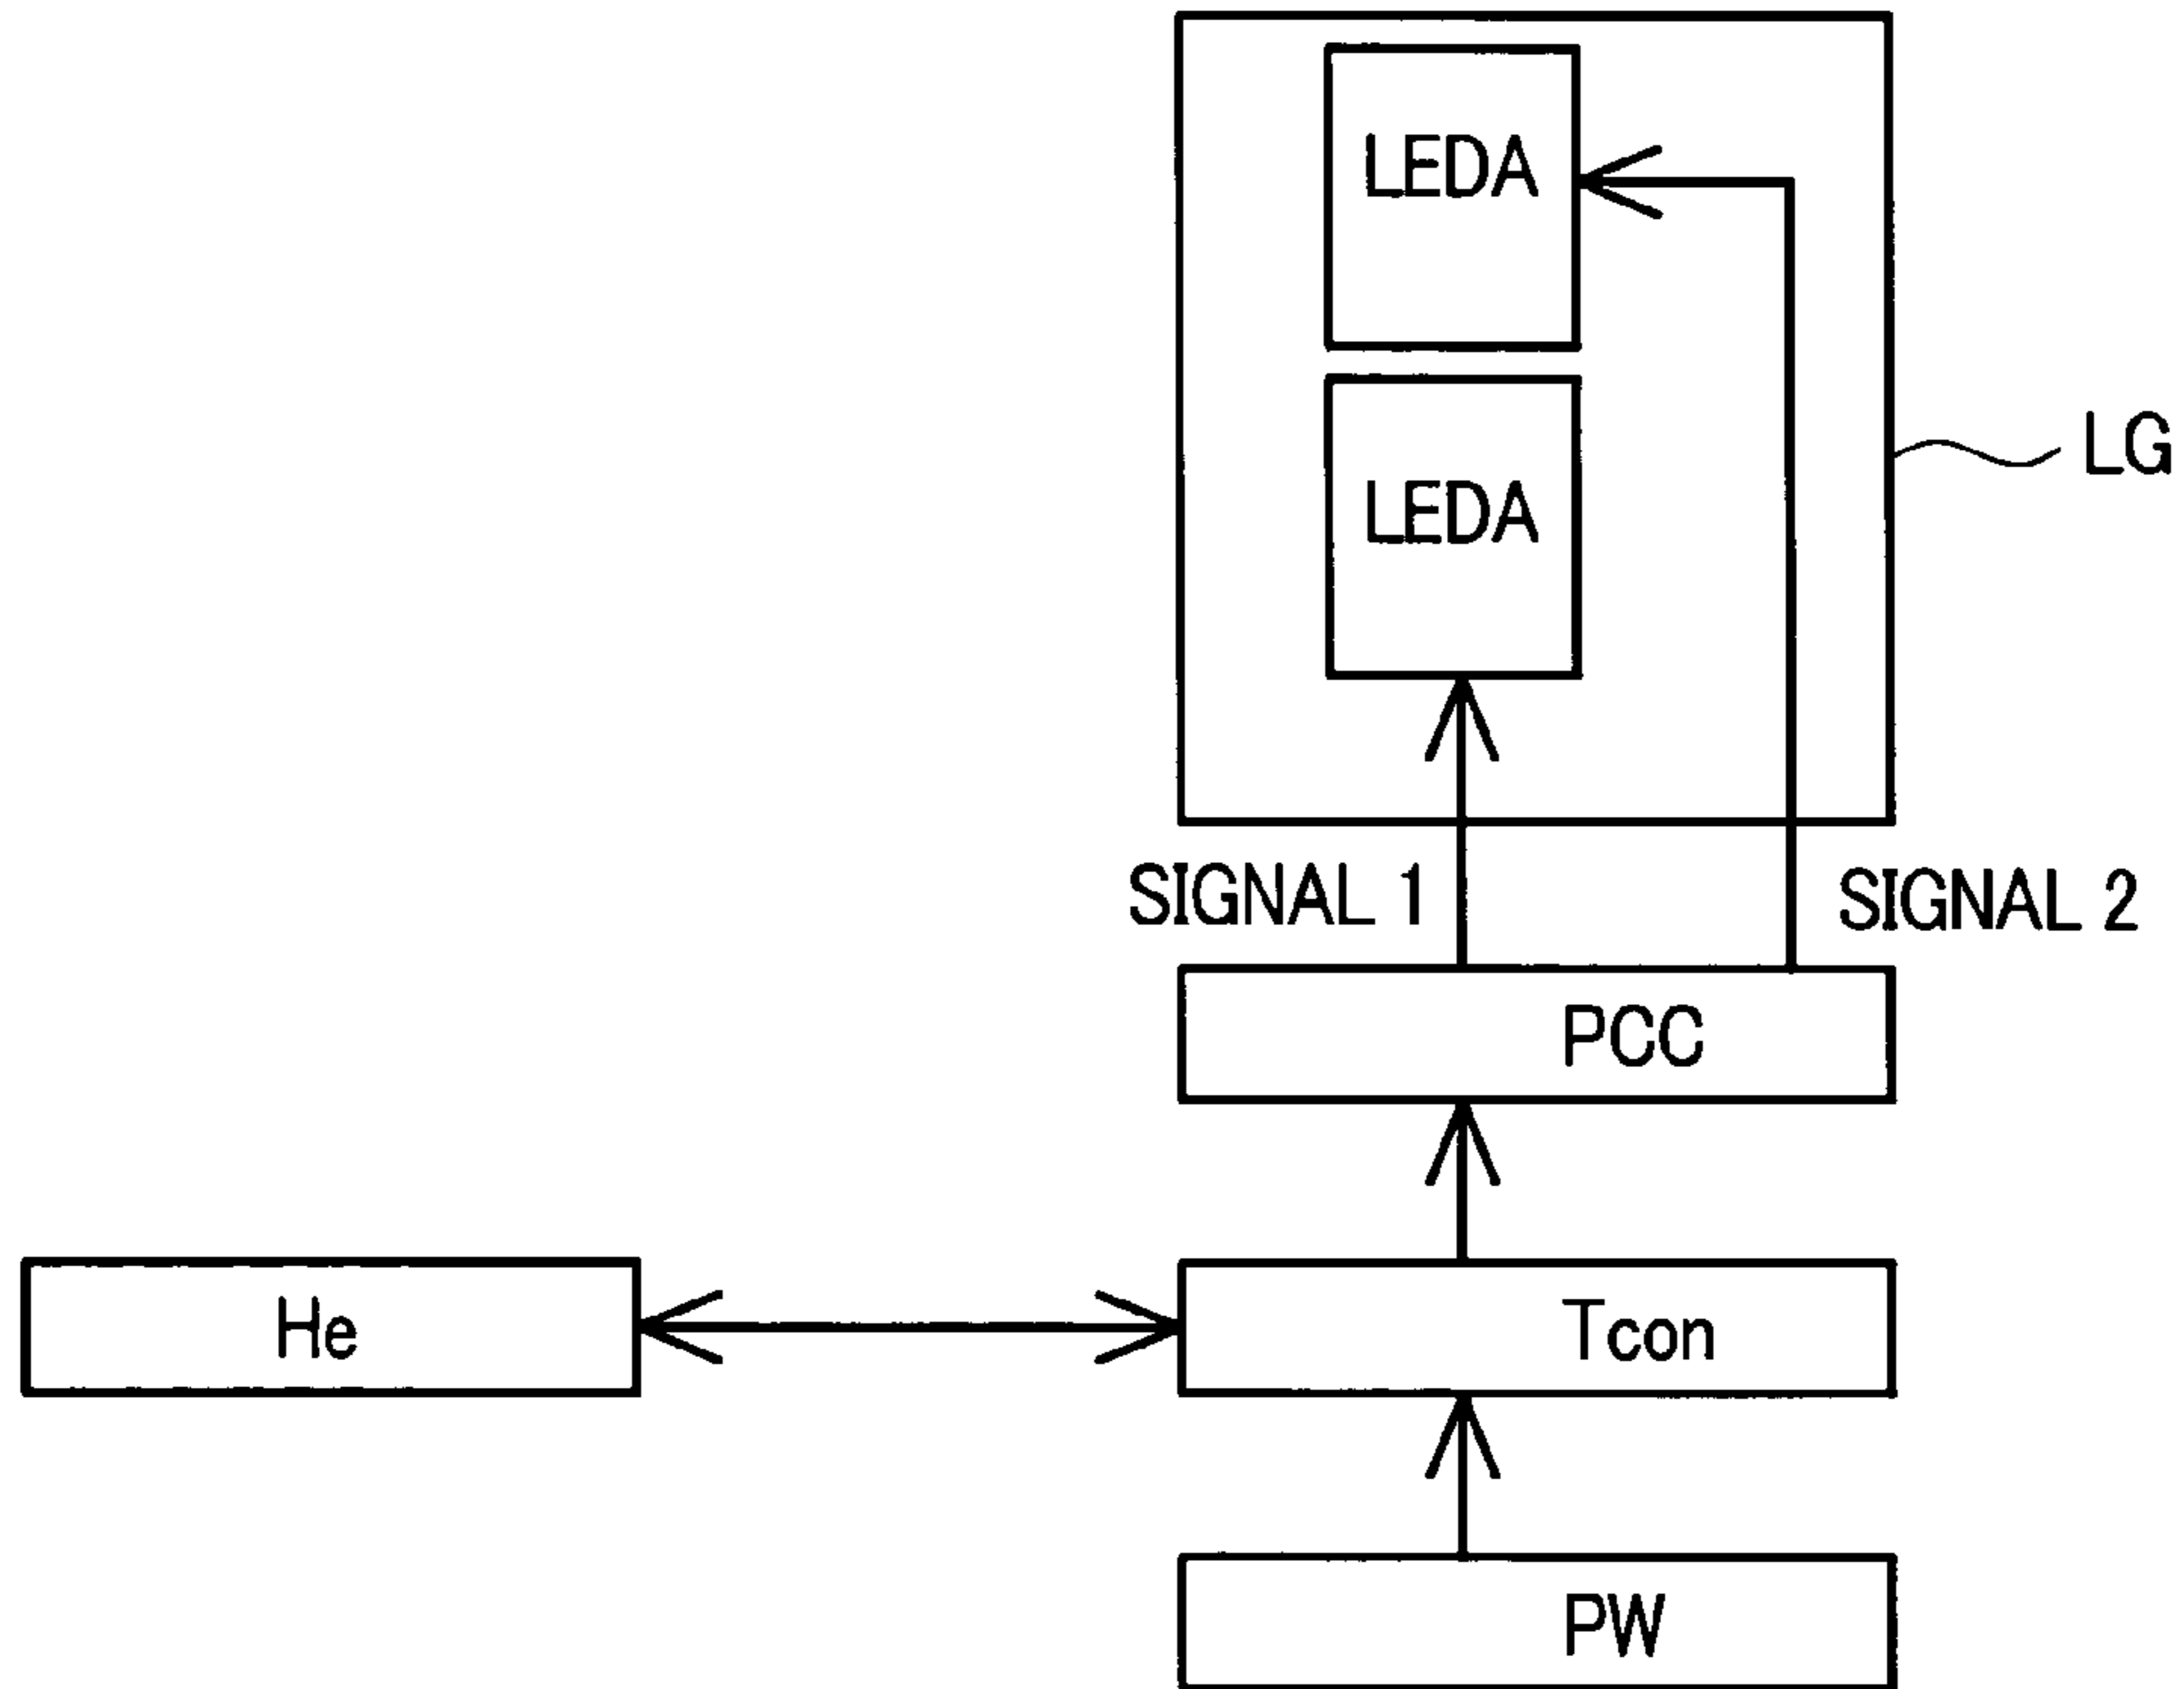 LEDA
LEDA
LG
SIGNAL 1
SIGNAL 2
PCC
He
Tcon
PW